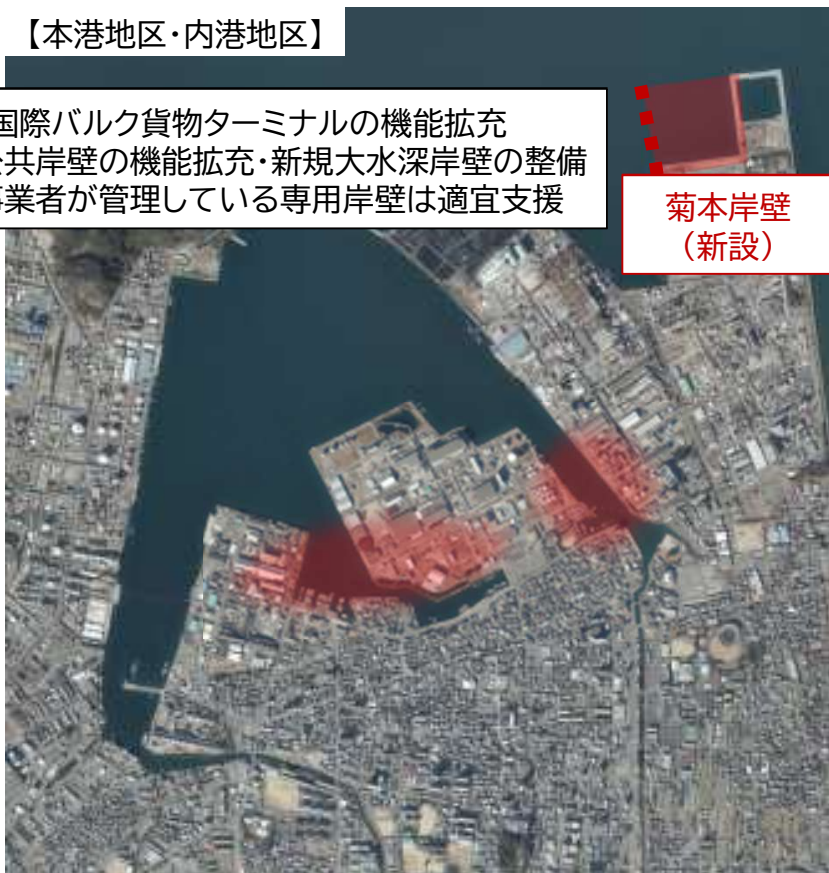 【本港地区・内港地区】
国際バルク貨物ターミナルの機能拡充
共岸壁の機能拡充・新規大水深岸壁の整備
業者が管理している専用岸壁は適宜支援
菊本岸壁
（新設）